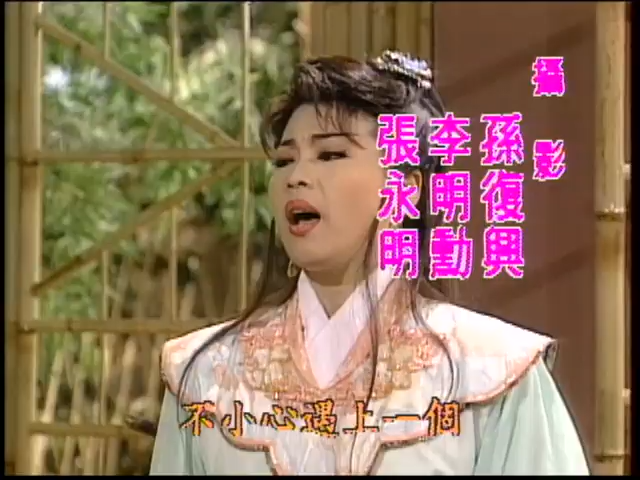 攝影
孫復興
李明勳
張永明
不小心遇上一個